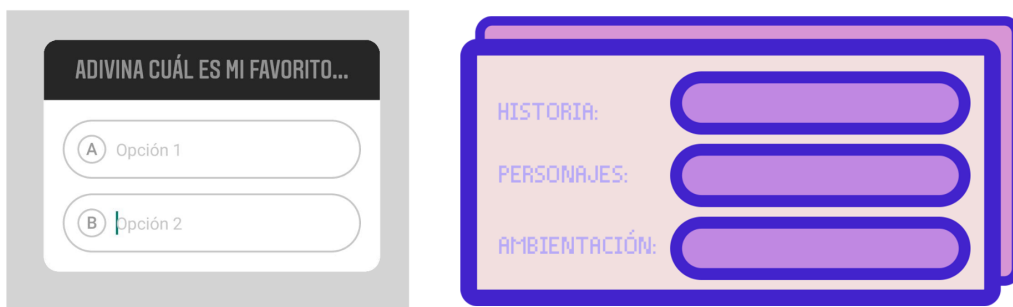 ADIVINA CUÁL ES MI FAVORITO...
A Opción 1
B Opción 2
HISTORIA:
PERSONAJES:
AMBIENTACIÓN: